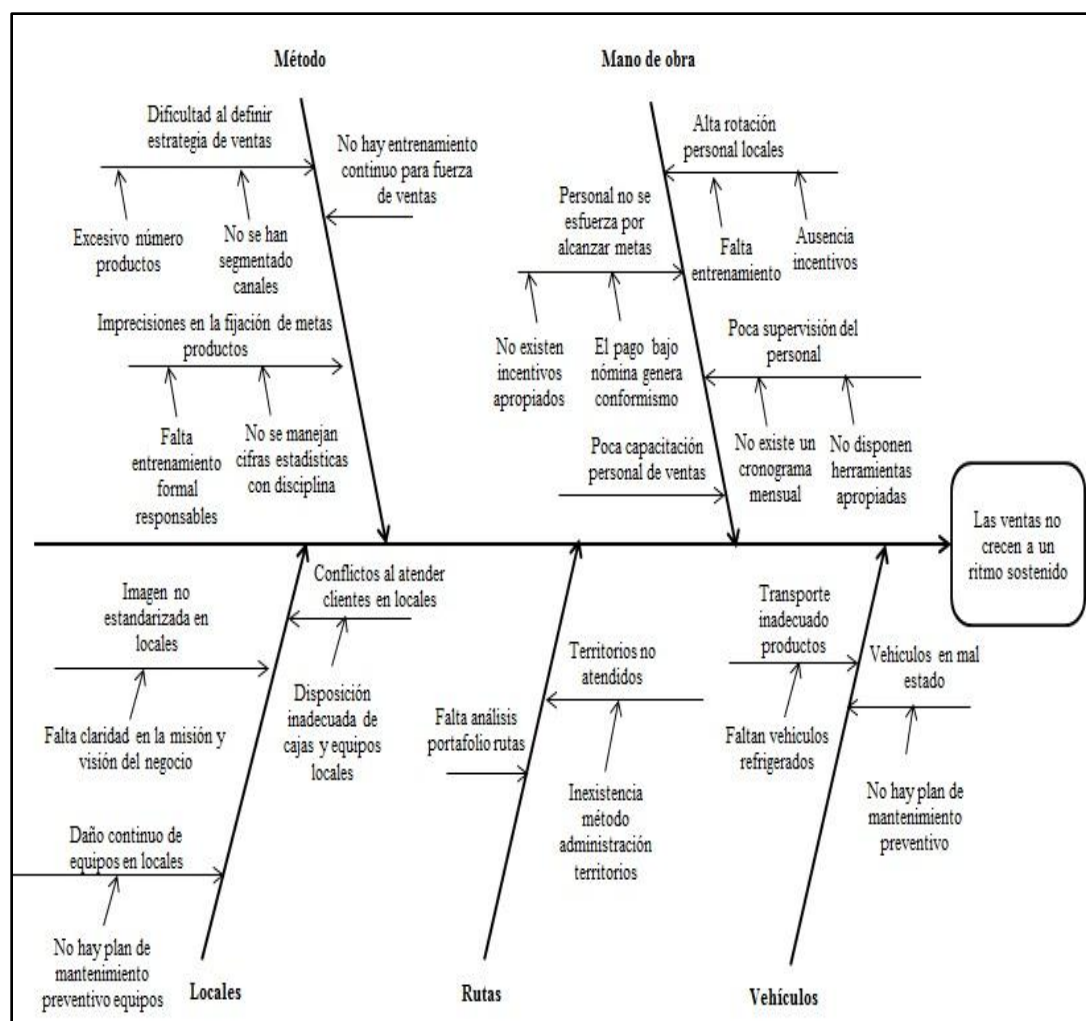 Método
Mano de obra
Dificultad al definir
estrategia de ventas
No hay entrenamiento
continuo para fuerza
de ventas
Excesivo número
productos
No se han
segmentado
canales
Imprecisiones en la fijación de metas
productos
Falta
entrenamiento
formal
responsables
No se manejan
cifras estadísticas
con disciplina
Alta rotación
personal locales
Personal no se
esfuerza por
alcanzar metas
Falta
entrenamiento
Ausencia
incentivos
No existen
incentivos
apropiados
El pago bajo
nómina genera
conformismo
Poca supervisión del
personal
No existe un
cronograma
mensual
No disponen
herramientas
apropiadas
Poca capacitación
personal de ventas
Las ventas no
crecen a un
ritmo sostenido
Imagen no
estandarizada en
locales
Conflictos al atender
clientes en locales
Falta claridad en la misión y
visión del negocio
Disposición
inadecuada de
cajas y equipos
locales
Daño continuo de
equipos en locales
No hay plan de
mantenimiento
preventivo equipos
Territorios no
atendidos
Falta análisis
portafolio rutas
Inexistencia
método
administración
territorios
Transporte
inadecuado
productos
Vehículos en mal
estado
Faltan vehículos
refrigerados
No hay plan de
mantenimiento
preventivo
Locales
Rutas
Vehículos